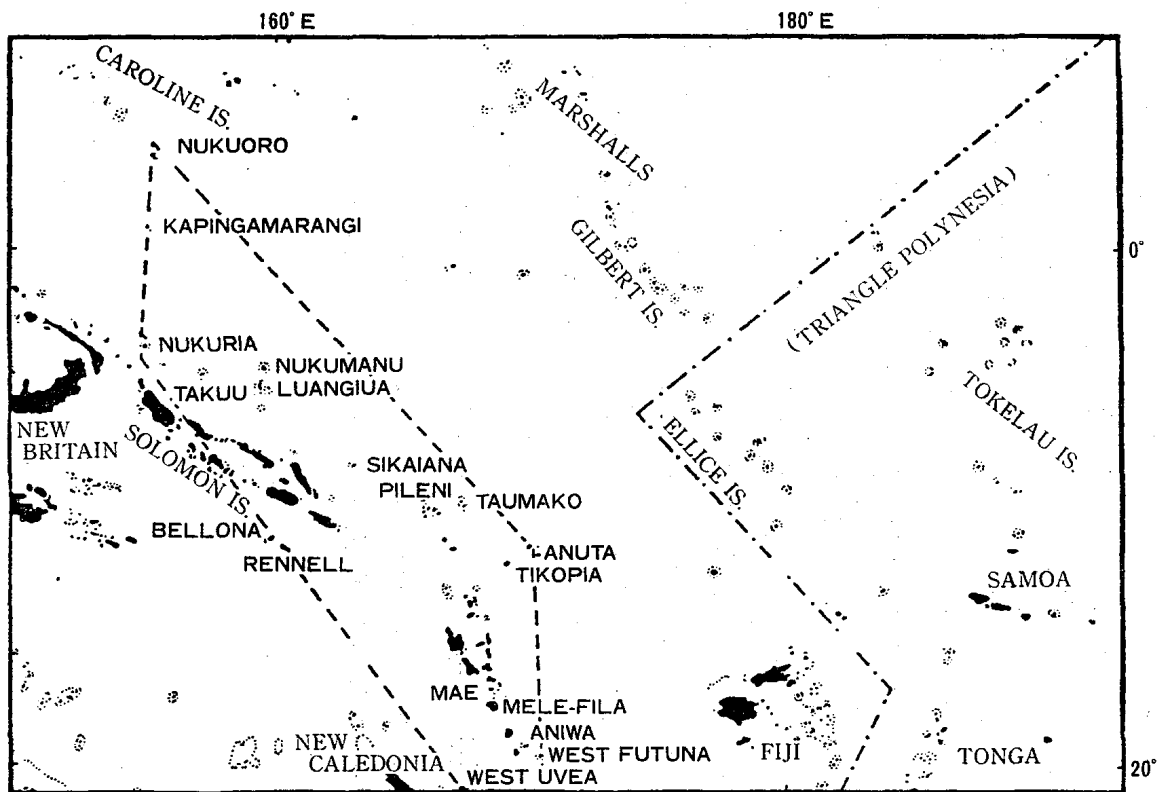 160° E
180° E
CAROLINE IS.
MARSHALLS
NUKUORO
(TRIANGLE POLYNESIA)
KAPINGAMARANGI
GILBERT IS.
0°
NUKURIA
NUKUMANU
TAKUU
LUANGIUA
TOKELAU IS.
NEW
BRITAIN
SOLOMON IS.
ELLICE IS.
SIKAIANA
PILENI
TAUMAKO
BELLONA
RENNELL
ANUTA
TIKOPIA
SAMOA
MAE
MELE-FILA
ANIWA
NEW
CALEDONIA
WEST FUTUNA
FIJI
TONGA
WEST UVEA
20°